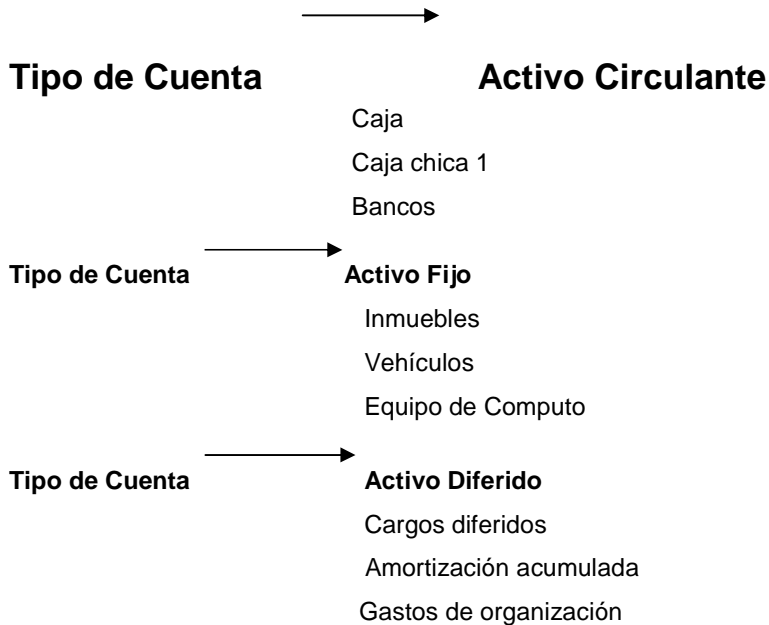 Tipo de Cuenta Activo Circulante
Caja
Caja chica 1
Bancos
Tipo de Cuenta Activo Fijo
Inmuebles
Vehículos
Equipo de Computo
Tipo de Cuenta Activo Diferido
Cargos diferidos
Amortización acumulada
Gastos de organización